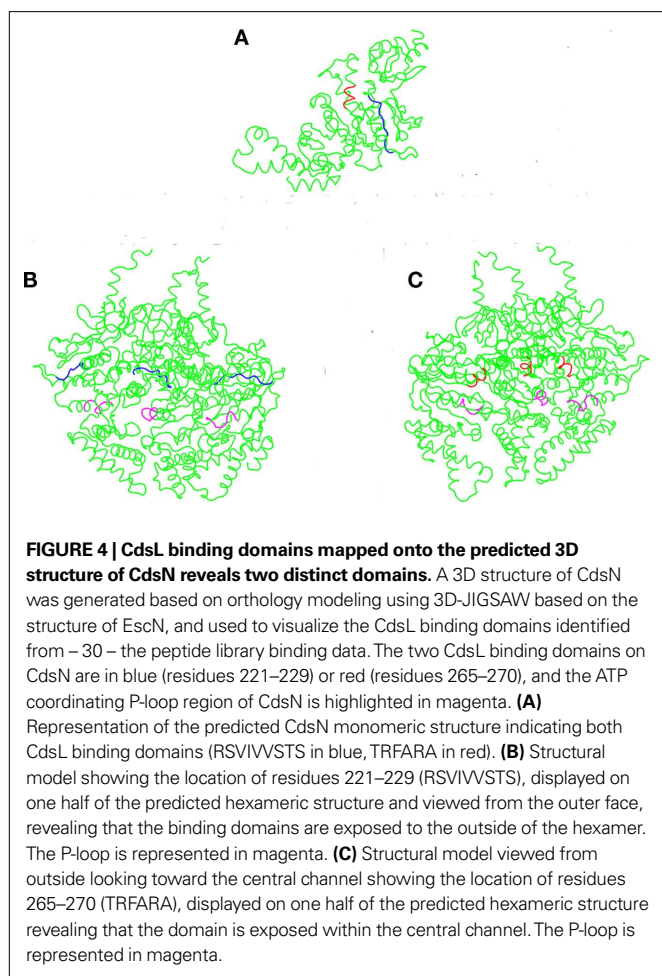 A
B
C
FIGURE 4 | CdsL binding domains mapped onto the predicted 3D
structure of CdsN reveals two distinct domains. A 3D structure of CdsN
was generated based on orthology modeling using 3D-JIGSAW based on the
structure of EscN, and used to visualize the CdsL binding domains identified
from – 30 – the peptide library binding data. The two CdsL binding domains on
CdsN are in blue (residues 221–229) or red (residues 265–270), and the ATP
coordinating P-loop region of CdsN is highlighted in magenta. (A)
Representation of the predicted CdsN monomeric structure indicating both
CdsL binding domains (RSVIVVSTS in blue, TRFARA in red). (B) Structural
model showing the location of residues 221–229 (RSVIVVSTS), displayed on
one half of the predicted hexameric structure and viewed from the outer face,
revealing that the binding domains are exposed to the outside of the hexamer.
The P-loop is represented in magenta. (C) Structural model viewed from
outside looking toward the central channel showing the location of residues
265–270 (TRFARA), displayed on one half of the predicted hexameric structure
revealing that the domain is exposed within the central channel. The P-loop is
represented in magenta.